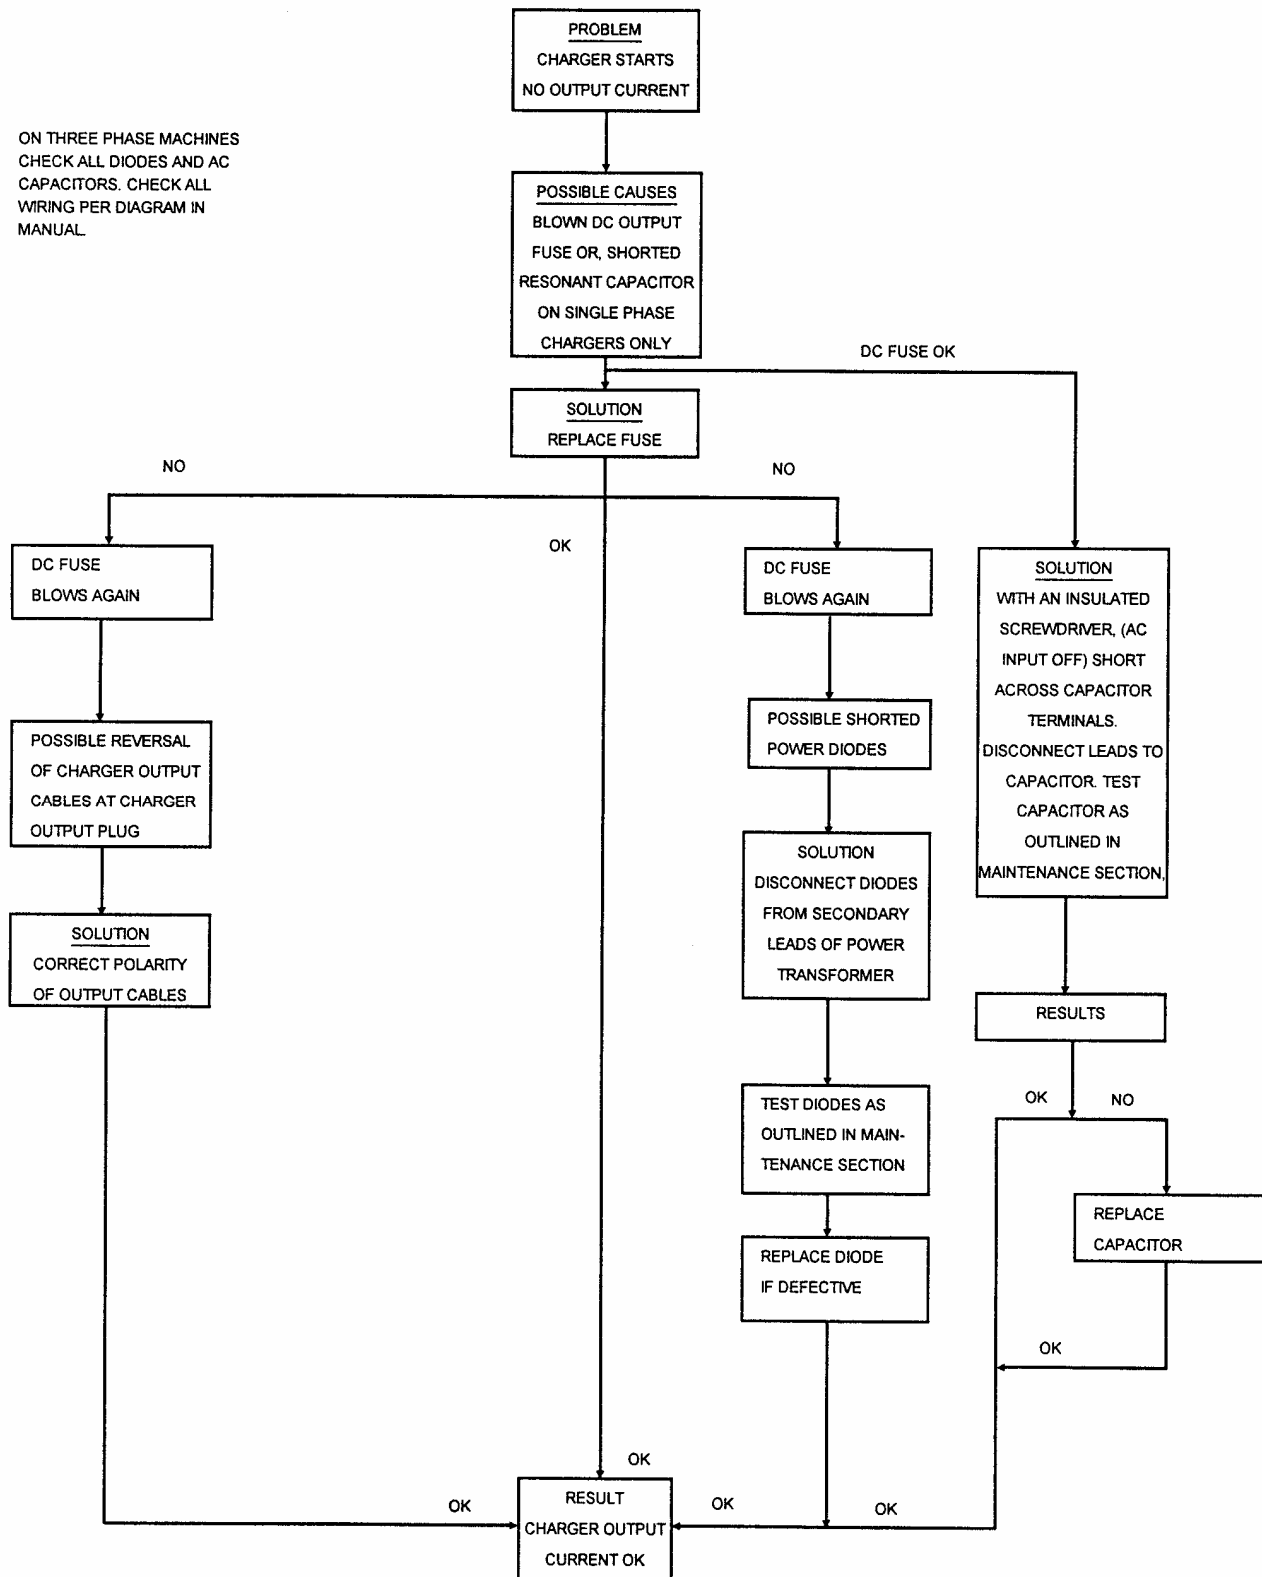 PROBLEM
CHARGER STARTS
NO OUTPUT CURRENT
ON THREE PHASE MACHINES
CHECK ALL DIODES AND AC
CAPACITORS. CHECK ALL
WIRING PER DIAGRAM IN
MANUAL.
POSSIBLE CAUSES
BLOWN DC OUTPUT
FUSE OR, SHORTED
RESONANT CAPACITOR
ON SINGLE PHASE
CHARGERS ONLY
DC FUSE OK
SOLUTION
REPLACE FUSE
NO
NO
OK
DC FUSE
BLOWS AGAIN
POSSIBLE REVERSAL
OF CHARGER OUTPUT
CABLES AT CHARGER
OUTPUT PLUG
SOLUTION
CORRECT POLARITY
OF OUTPUT CABLES
DC FUSE
BLOWS AGAIN
POSSIBLE SHORTED
POWER DIODES
SOLUTION
DISCONNECT DIODES
FROM SECONDARY
LEADS OF POWER
TRANSFORMER
TEST DIODES AS
OUTLINED IN MAIN-
TENANCE SECTION
REPLACE DIODE
IF DEFECTIVE
SOLUTION
WITH AN INSULATED
SCREWDRIVER, (AC
INPUT OFF) SHORT
ACROSS CAPACITOR
TERMINALS.
DISCONNECT LEADS TO
CAPACITOR. TEST
CAPACITOR AS
OUTLINED IN
MAINTENANCE SECTION,
RESULTS
OK
NO
REPLACE
CAPACITOR
OK
OK
OK
OK
OK
RESULT
CHARGER OUTPUT
CURRENT OK